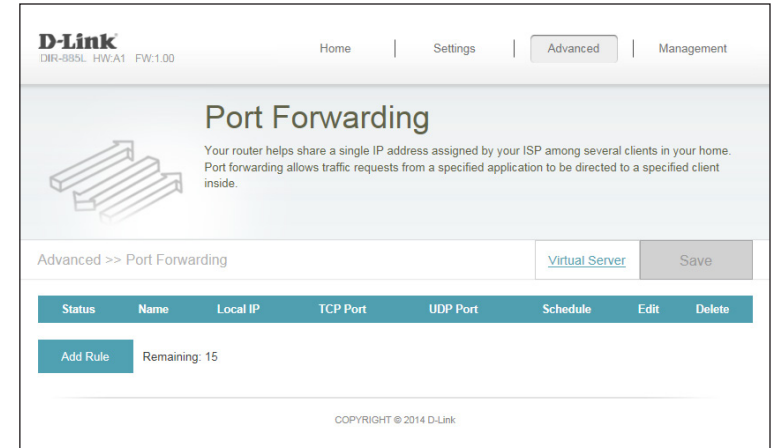 D-Link
DIR-885L HW:A1 FW:1.00
Home
Settings
Advanced
Management
Port Forwarding
Your router helps share a single IP address assigned by your ISP among several clients in your home.
Port forwarding allows traffic requests from a specified application to be directed to a specified client
inside.
Advanced >> Port Forwarding
Virtual Server
Save
Status Name Local IP TCP Port UDP Port Schedule Edit Delete
Add Rule
Remaining: 15
COPYRIGHT © 2014 D-Link